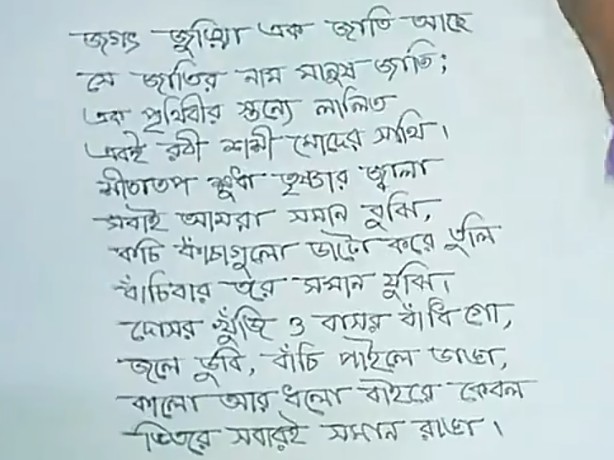 জগৎ জুড়িয়া এক জাতি আছে
সে জাতির নাম মানুষ জাতি;
এক পৃথিবীর স্তন্যে লালিত
একই রবী শশী মোদের সাথি।
শীতাতপ ক্ষুধা তৃষ্ণার জ্বালা
সবাই আমরা সমান বুঝি,
কচি কাঁচাগুলো ডাটো করে তুলি
বাঁচিবার তরে সমান যুঝি।
দোসর খুঁজি ও বাসর বাঁধি গো,
জলে ডুবি, বাঁচি পাইলে ডাঙা,
কালো আর ধলো বাহিরে কেবল
ভিতরে সবারই সমান রাঙা।